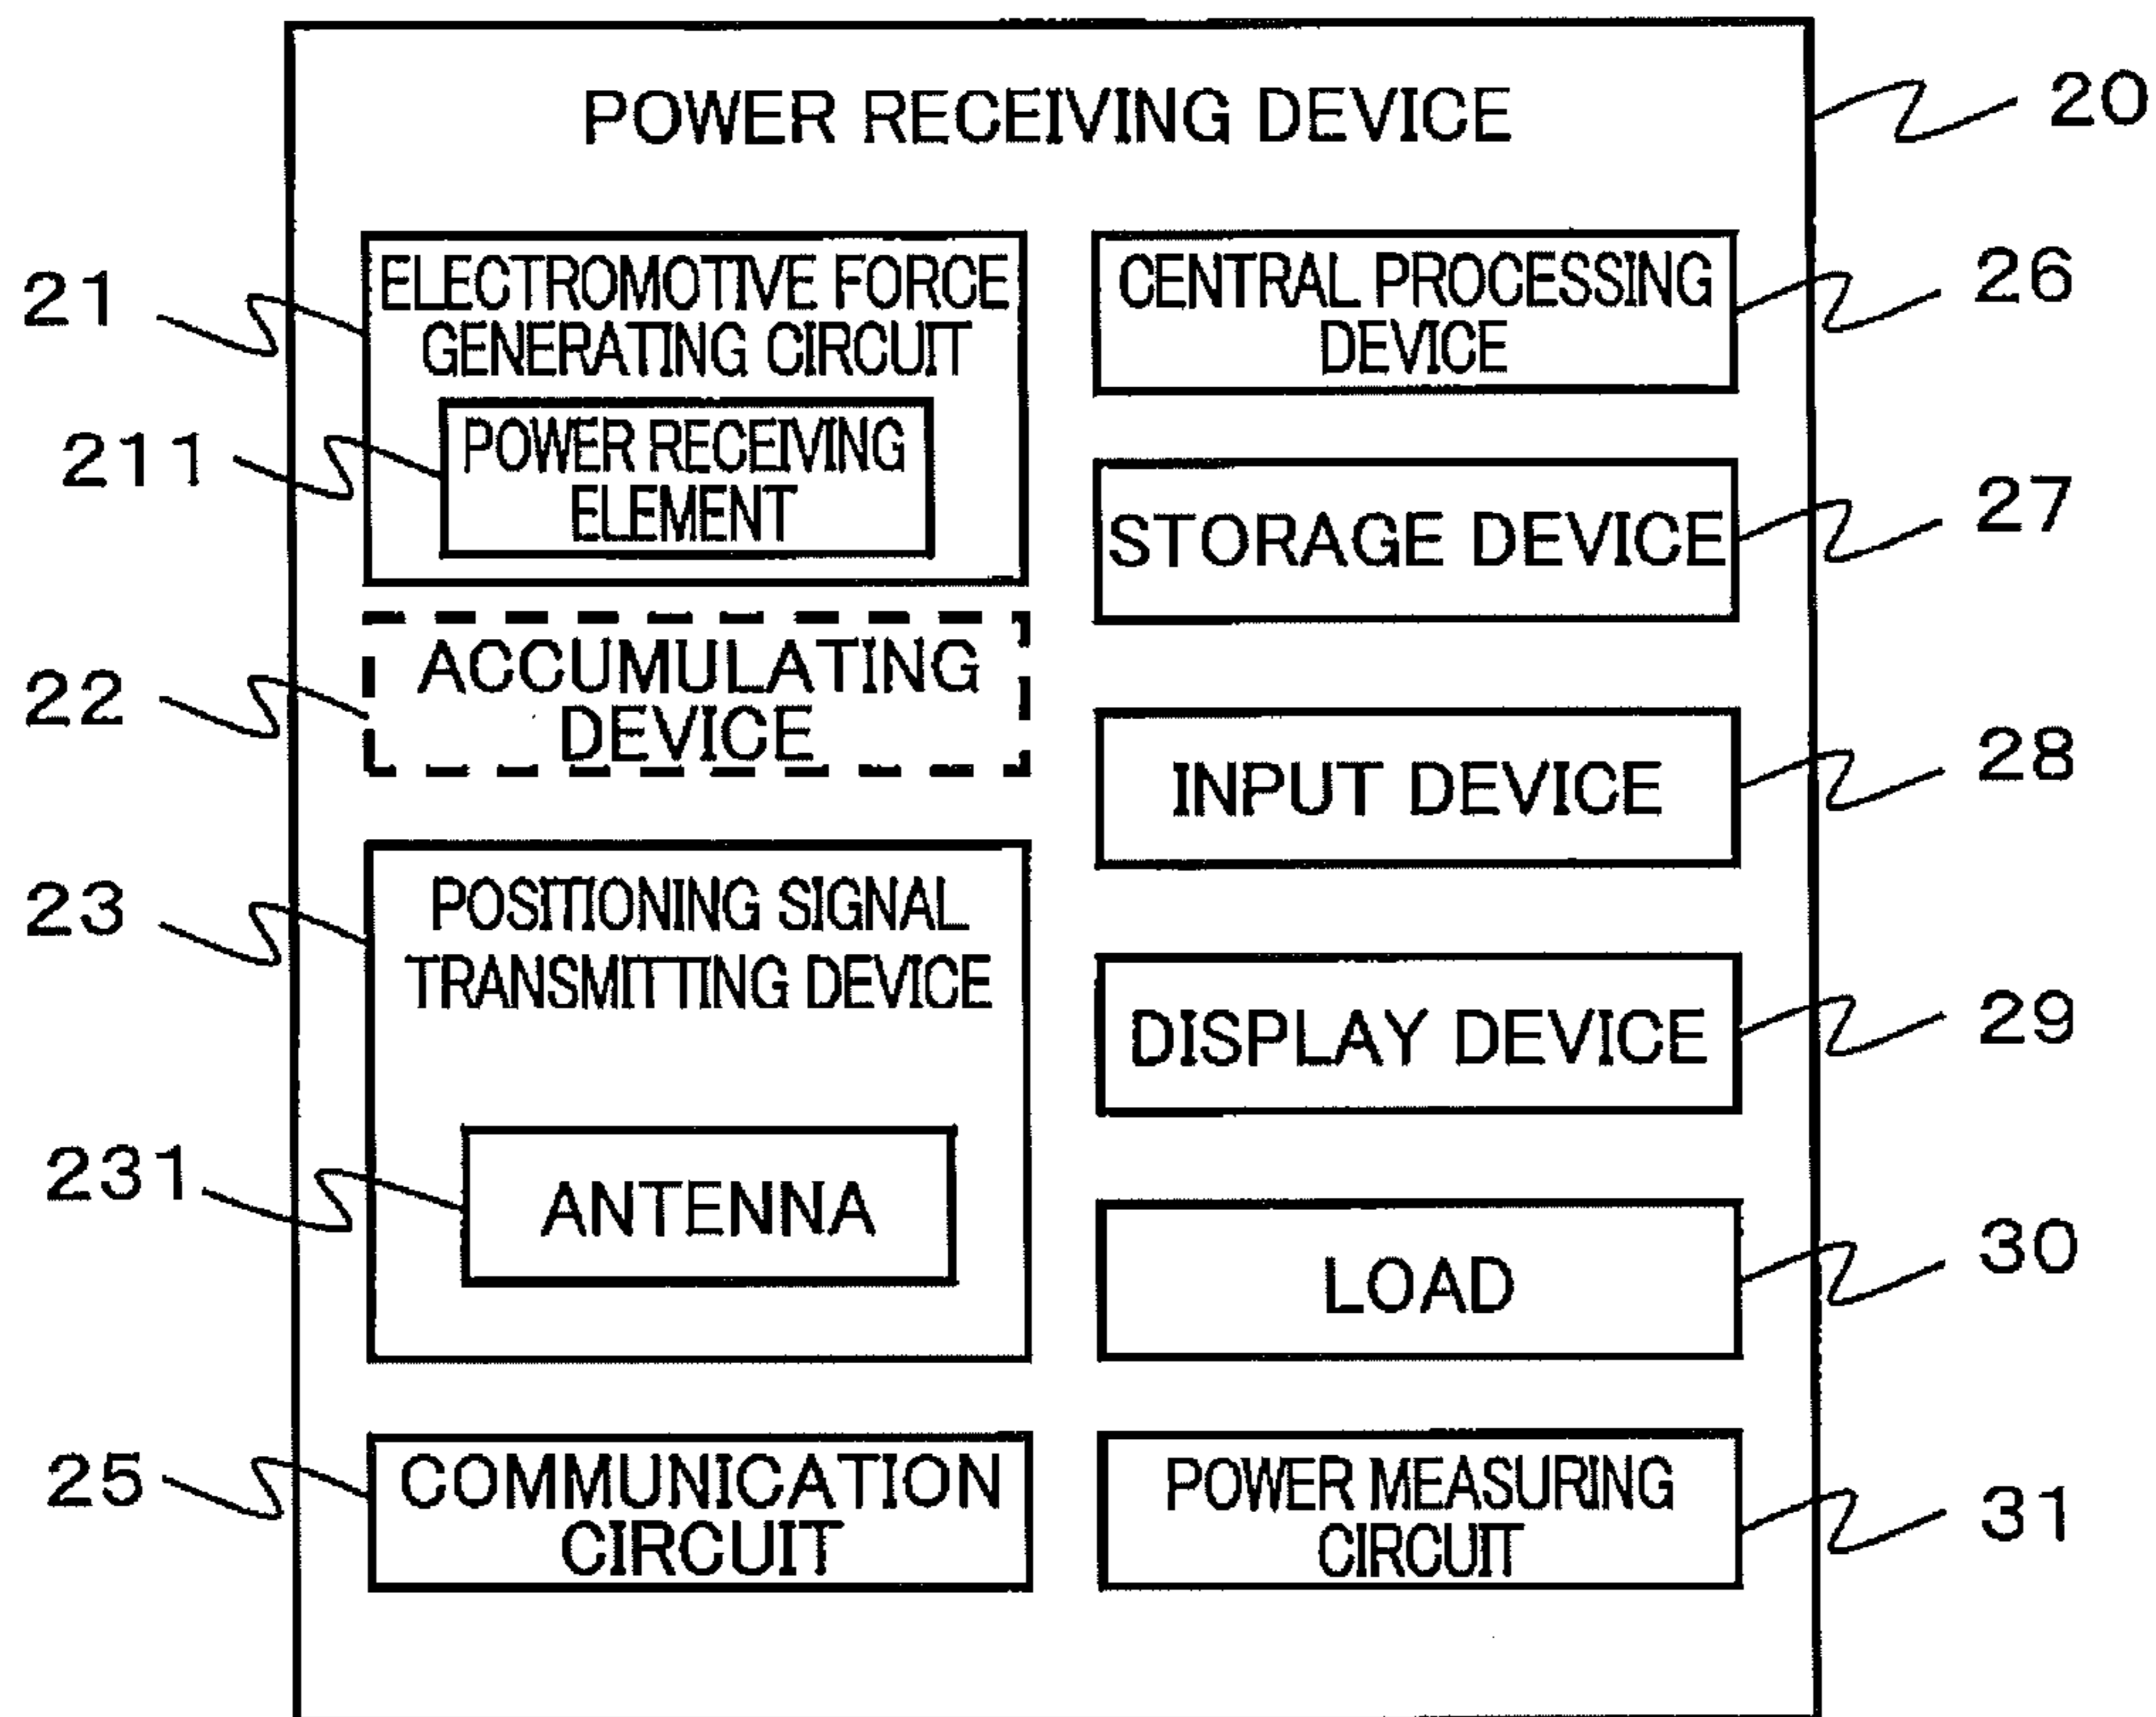 POWER RECEIVING DEVICE
20
21
ELECTROMOTIVE FORCE
GENERATING CIRCUIT
211
POWER RECEIVING
ELEMENT
22
ACCUMULATING
DEVICE
23
POSITIONING SIGNAL
TRANSMITTING DEVICE
231
ANTENNA
25
COMMUNICATION
CIRCUIT
CENTRAL PROCESSING
DEVICE
26
STORAGE DEVICE
27
INPUT DEVICE
28
DISPLAY DEVICE
29
LOAD
30
POWER MEASURING
CIRCUIT
31